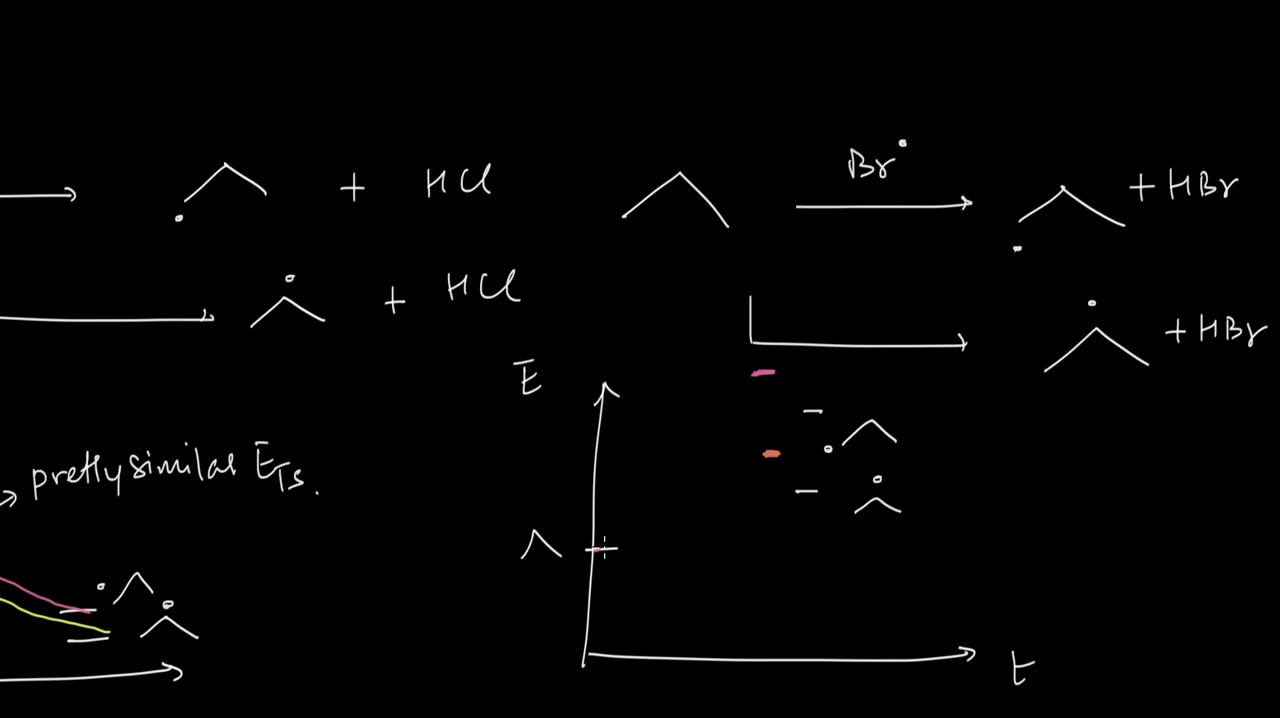 + HCl
Br•
+ HBr
+ HCl
+ HBr
E
pretty similar ETS.
t